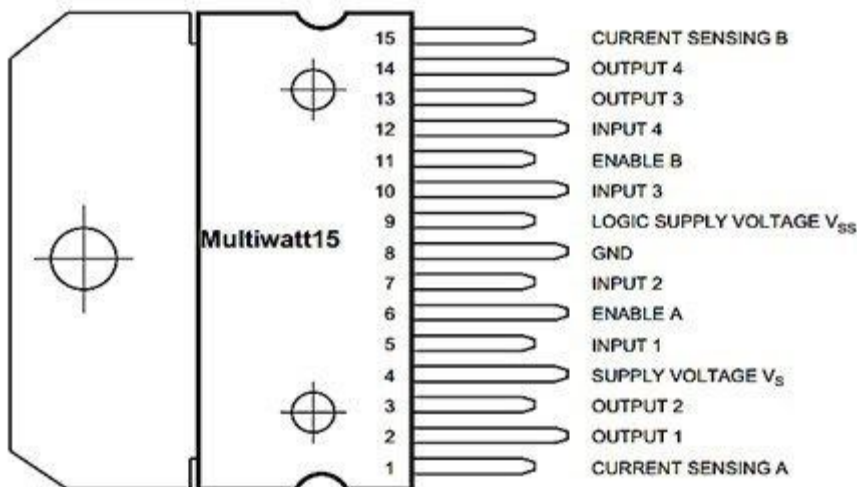 15 CURRENT SENSING B
14 OUTPUT 4
13 OUTPUT 3
12 INPUT 4
11 ENABLE B
10 INPUT 3
9 LOGIC SUPPLY VOLTAGE VSS
Multiwatt15
8 GND
7 INPUT 2
6 ENABLE A
5 INPUT 1
4 SUPPLY VOLTAGE VS
3 OUTPUT 2
2 OUTPUT 1
1 CURRENT SENSING A